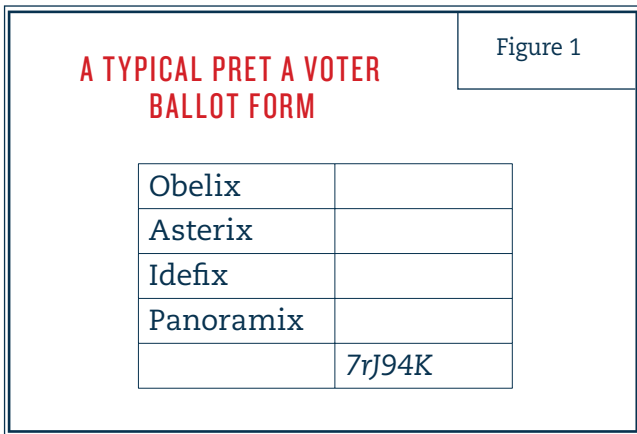 Figure 1
A TYPICAL PRET A VOTER
BALLOT FORM
Obelix
Asterix
Idefix
Panoramix
7rJ94K